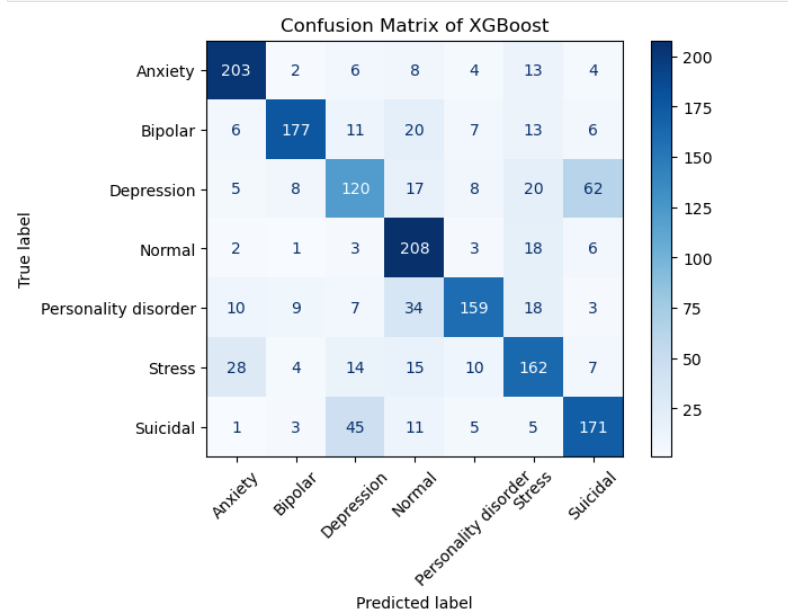 Confusion Matrix of XGBoost
Anxiety 203 2 6 8 4 13 4
Bipolar 6 177 11 20 7 13 6
Depression 5 8 120 17 8 20 62
Normal 2 1 3 208 3 18 6
Personality disorder 10 9 7 34 159 18 3
Stress 28 4 14 15 10 162 7
Suicidal 1 3 45 11 5 5 171
True label
Anxiety Bipolar Depression Normal Personality disorder Stress Suicidal
Predicted label
200
175
150
125
100
75
50
25